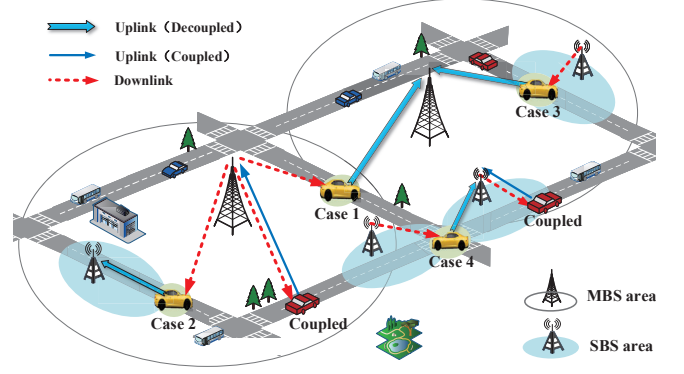 Uplink（Decoupled）
Uplink（Coupled）
Downlink
Case 3
Case 1
Coupled
Case 4
Case 2
Coupled
MBS area
SBS area